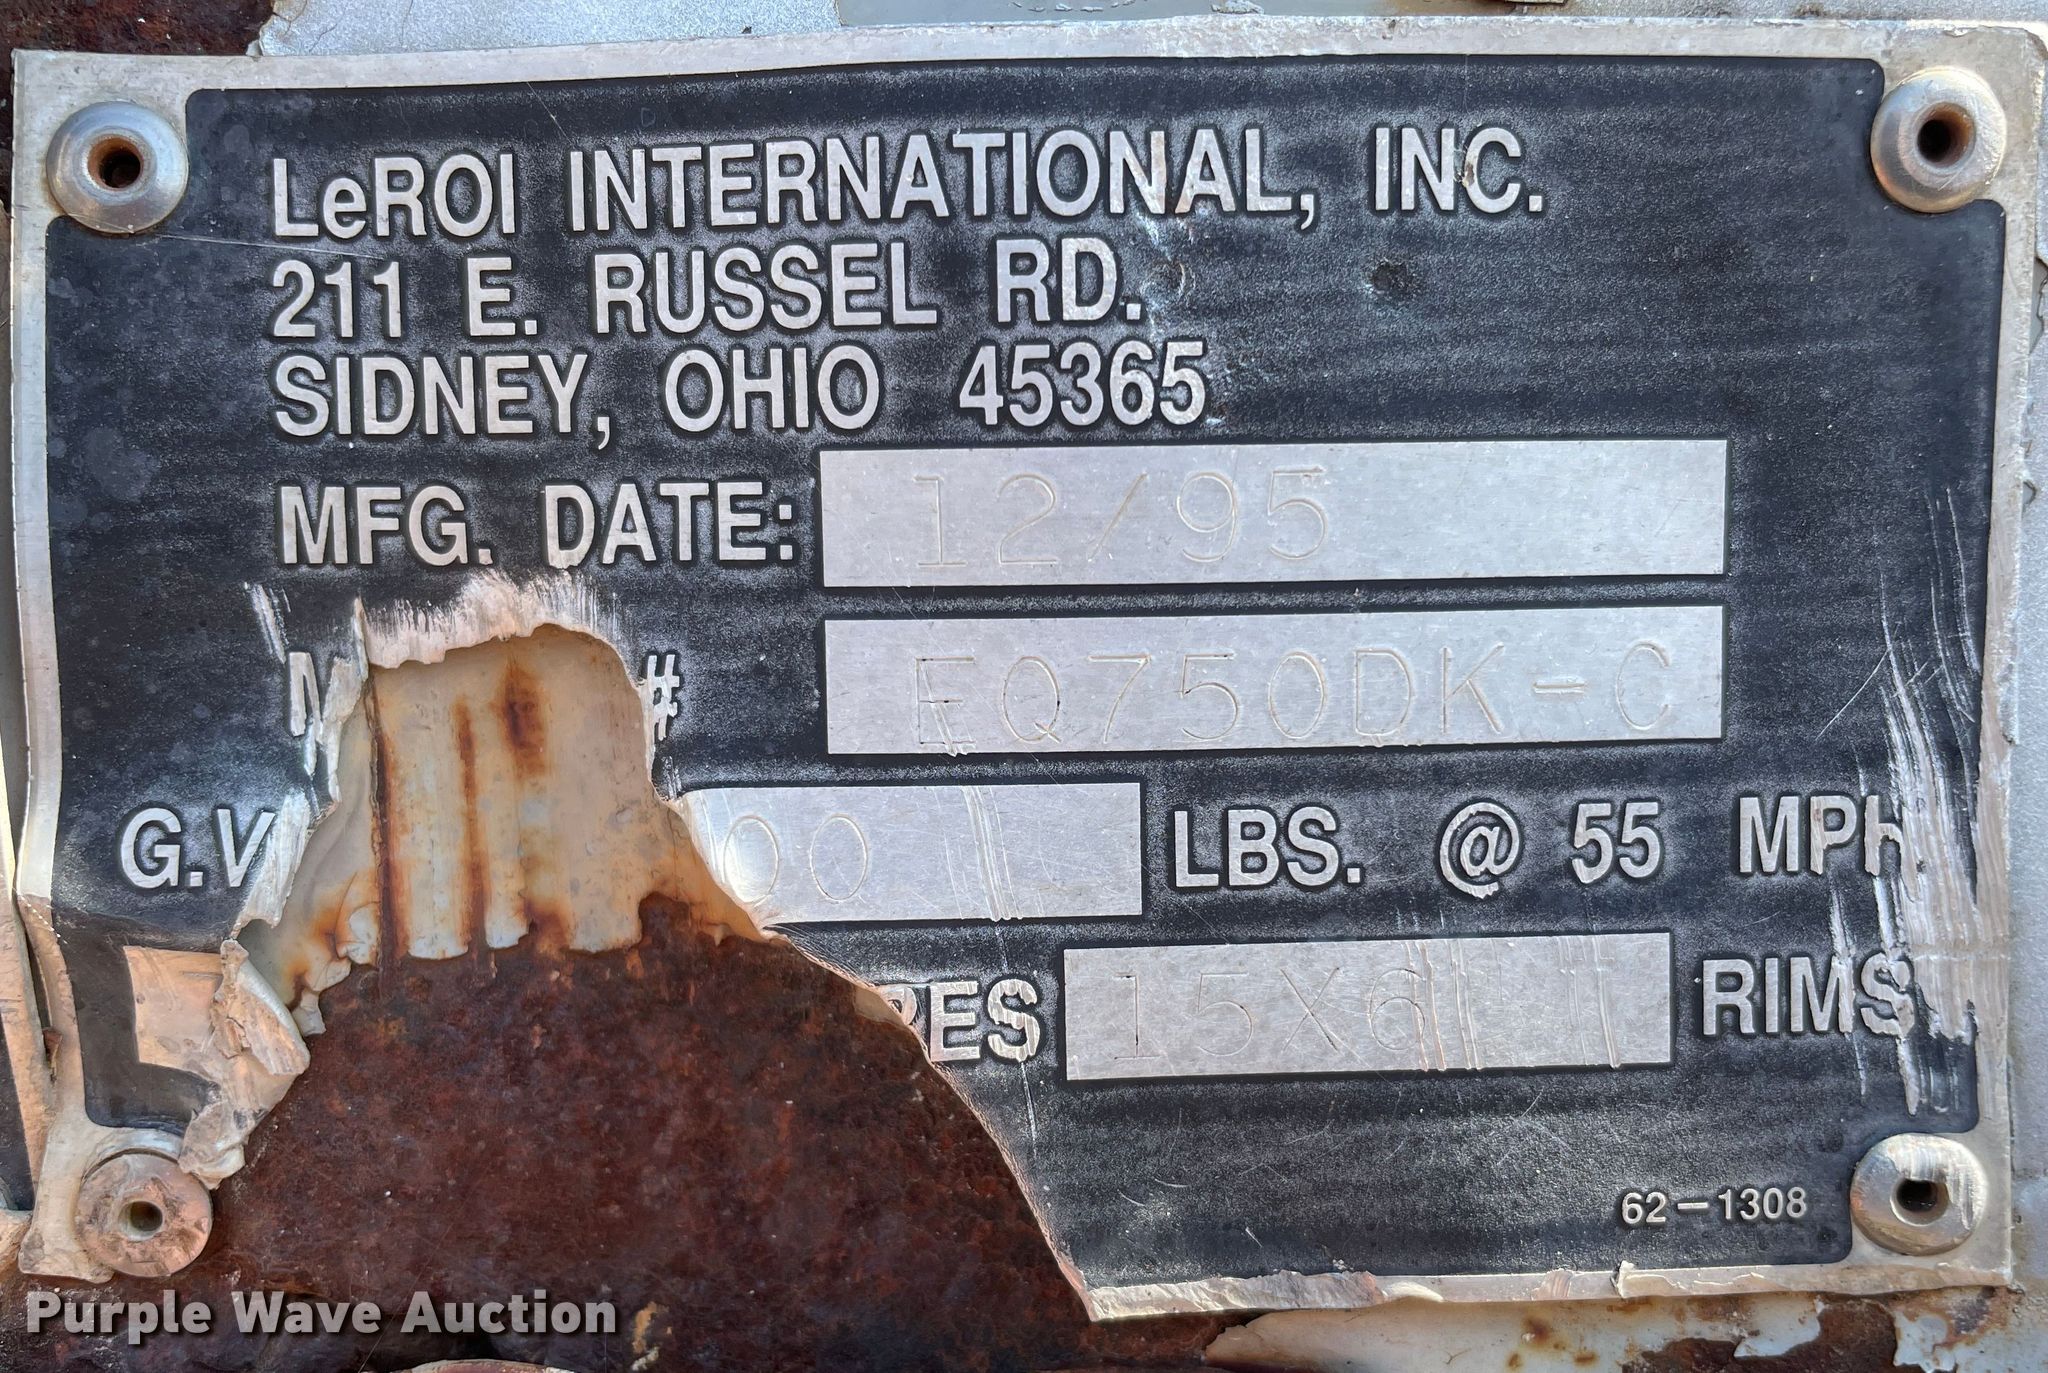 LeROI INTERNATIONAL, INC.
211 E. RUSSEL RD.
SIDNEY, OHIO 45365
MFG. DATE: 12/95
# EQ750DK-C
G.V 00 LBS. @ 55 MPH
RES 15X6 RIMS
62-1308
Purple Wave Auction